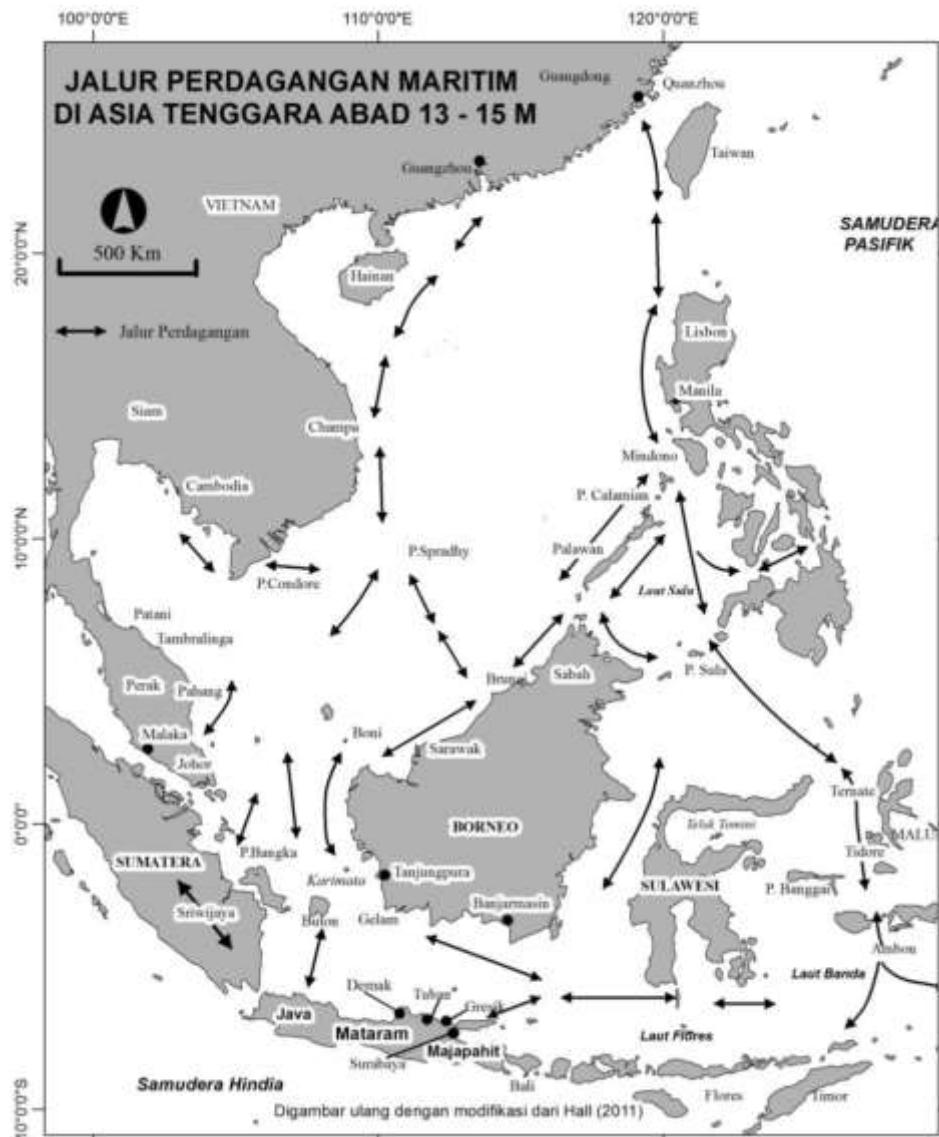 100°0'0"E 110°0'0"E 120°0'0"E
JALUR PERDAGANGAN MARITIM
DI ASIA TENGGARA ABAD 13 - 15 M
Guangdong
Quanzhou
Taiwan
Guangzhou
VIETNAM
SAMUDERA
PASIFIK
500 Km
20°0'0"N
Hainan
Jalur Perdagangan
Lisbon
Manila
Siam
Champa
Mindono
Cambodia
P. Calamian
10°0'0"N
P.Spradhy
Palawan
P.Condore
Laut Sulu
Patani
Tambralinga
Perak
Pahang
Brunei
Sabah
P. Sulu
Malaka
Boni
Sarawak
Johor
Ternate
0°0'0"
BORNEO
Teluk Tomini
MALU
P.Bangka
Tidore
SUMATERA
Karimata
Tanjungpura
SULAWESI
P. Banggai
Sriwijaya
Buton
Gelam
Banjarmasin
Ambon
Laut Banda
Demak
Tuban
Gresik
Java
Mataram
Laut Flores
Surabaya
Majapahit
Samudera Hindia
Bali
Flores
Timor
10°0'0"S
Digambar ulang dengan modifikasi dari Hall (2011)